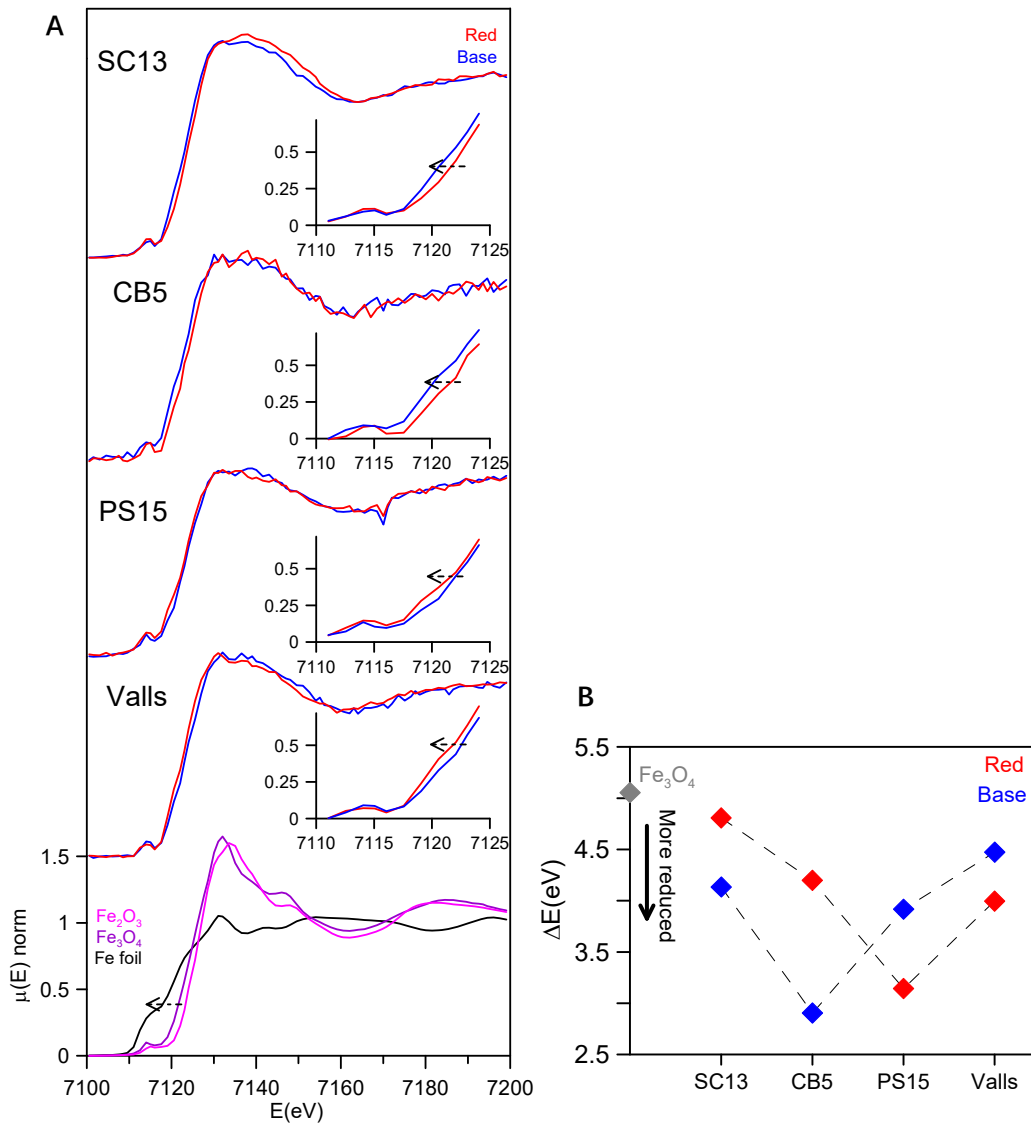 A
SC13
Red
Base
0.5
0.25
0
7110 7115 7120 7125
CB5
0.5
0.25
0
7110 7115 7120 7125
PS15
0.5
0.25
0
7110 7115 7120 7125
Valls
0.5
0.25
0
7110 7115 7120 7125
1.5
1
0.5
0
μ(E) norm
Fe₂O₃
Fe₃O₄
Fe foil
7100 7120 7140 7160 7180 7200
E(eV)
B
5.5
4.5
3.5
2.5
ΔE(eV)
Fe₃O₄
More reduced
Red
Base
SC13 CB5 PS15 Valls